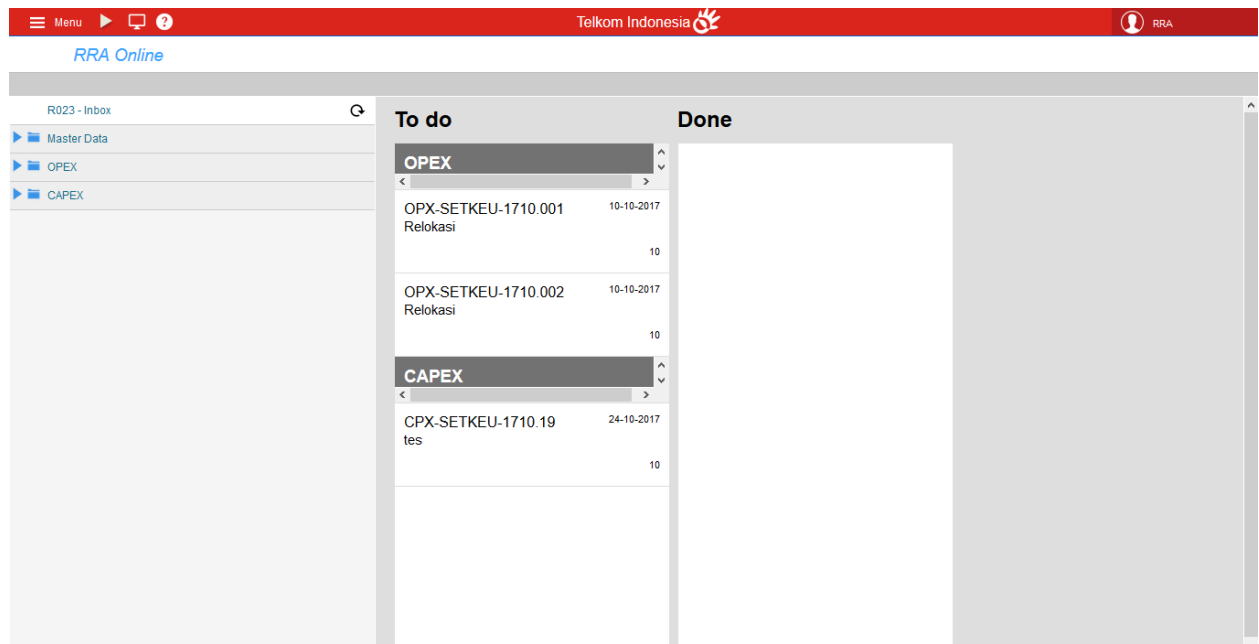 Menu ? Telkom Indonesia RRA
RRA Online
R023 - Inbox
Master Data
OPEX
CAPEX
To do
OPEX
OPX-SETKEU-1710.001 10-10-2017
Relokasi
10
OPX-SETKEU-1710.002 10-10-2017
Relokasi
10
CAPEX
CPX-SETKEU-1710.19 24-10-2017
tes
10
Done